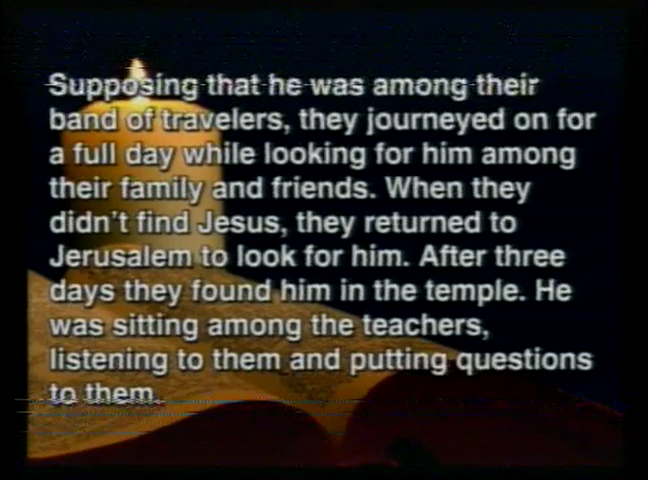 Supposing that he was among their
band of travelers, they journeyed on for
a full day while looking for him among
their family and friends. When they
didn't find Jesus, they returned to
Jerusalem to look for him. After three
days they found him in the temple. He
was sitting among the teachers,
listening to them and putting questions
to them.